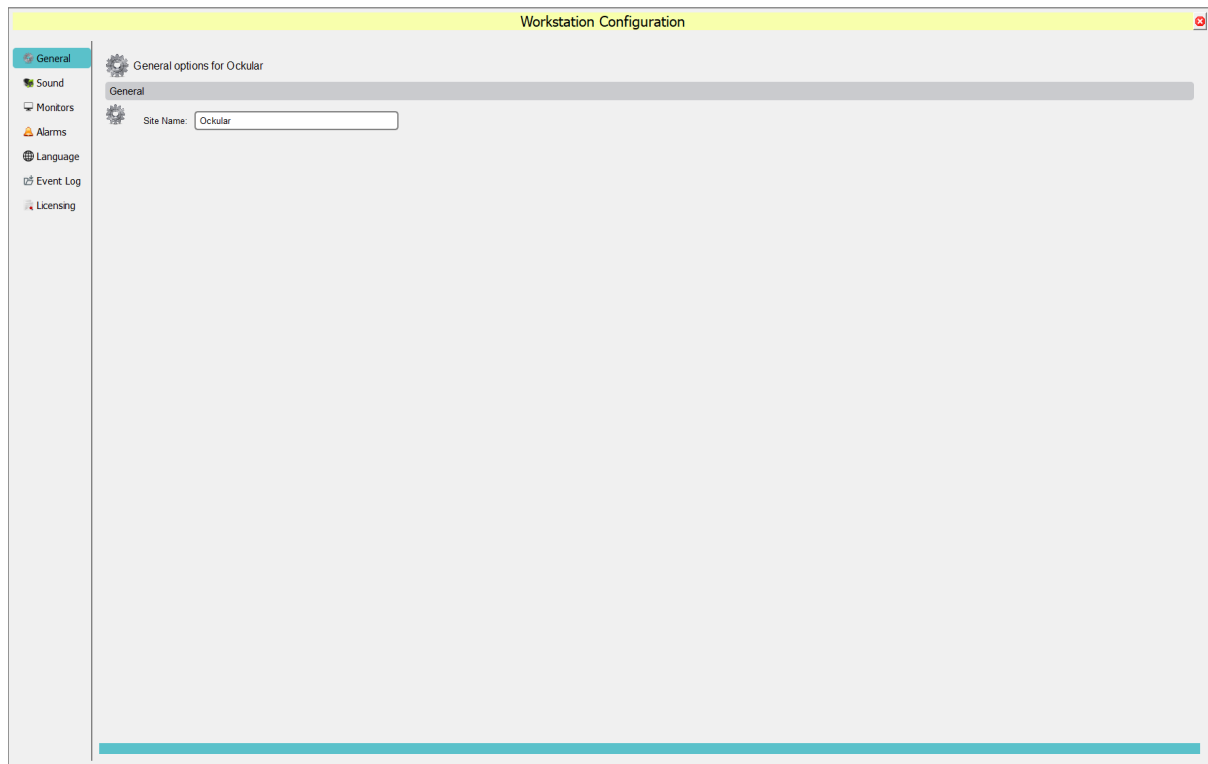 Workstation Configuration
General
Sound
Monitors
Alarms
Language
Event Log
Licensing
General options for Ockular
General
Site Name: Ockular